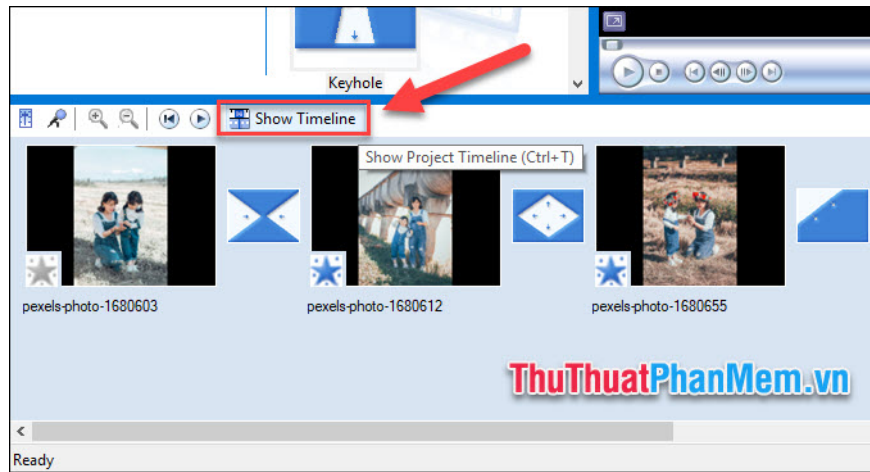 Keyhole
Show Timeline
Show Project Timeline (Ctrl+T)
pexels-photo-1680603
pexels-photo-1680612
pexels-photo-1680655
ThuThuatPhanMem.vn
Ready